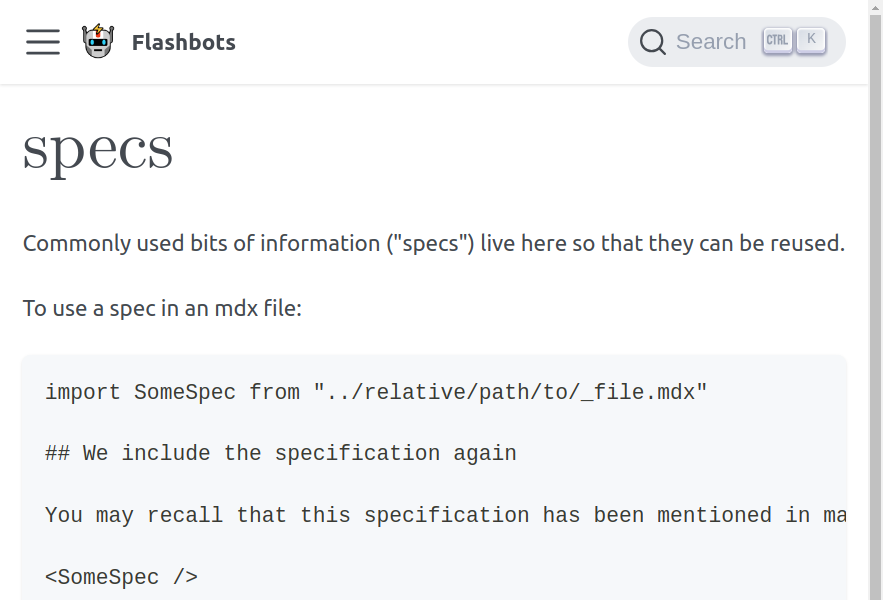 Flashbots
Search CTRL K
specs
Commonly used bits of information ("specs") live here so that they can be reused.
To use a spec in an mdx file:
import SomeSpec from "../relative/path/to/_file.mdx"
## We include the specification again
You may recall that this specification has been mentioned in ma
<SomeSpec />